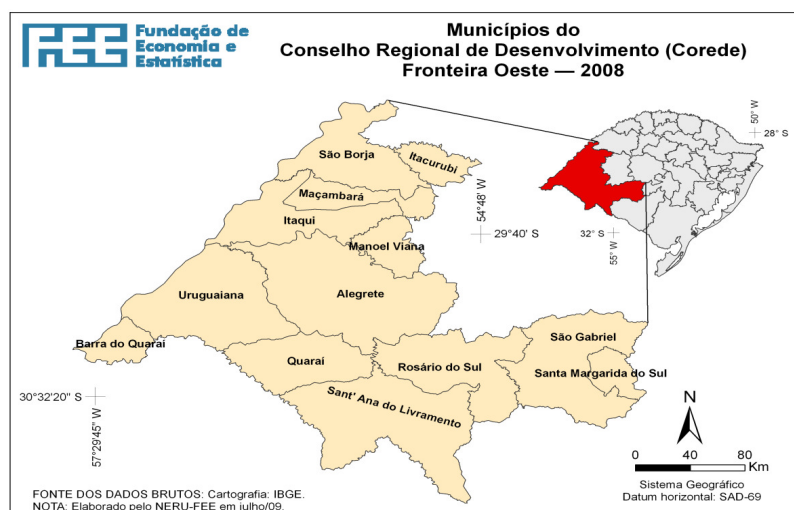 FEE
Fundação de
Economia e
Estatística
Municípios do
Conselho Regional de Desenvolvimento (Corede)
Fronteira Oeste — 2008
50° W
28° S
São Borja
Itacurubi
Maçambará
54°48' W
Itaqui
29°40' S
32° S
55° W
Manoel Viana
Uruguaiana
Alegrete
Barra do Quaraí
São Gabriel
Quaraí
Rosário do Sul
Santa Margarida do Sul
Sant' Ana do Livramento
30°32'20" S
57°29'45" W
N
0 40 80
Km
Sistema Geográfico
Datum horizontal: SAD-69
FONTE DOS DADOS BRUTOS: Cartografia: IBGE.
NOTA: Elaborado pelo NERU-FEE em julho/09.